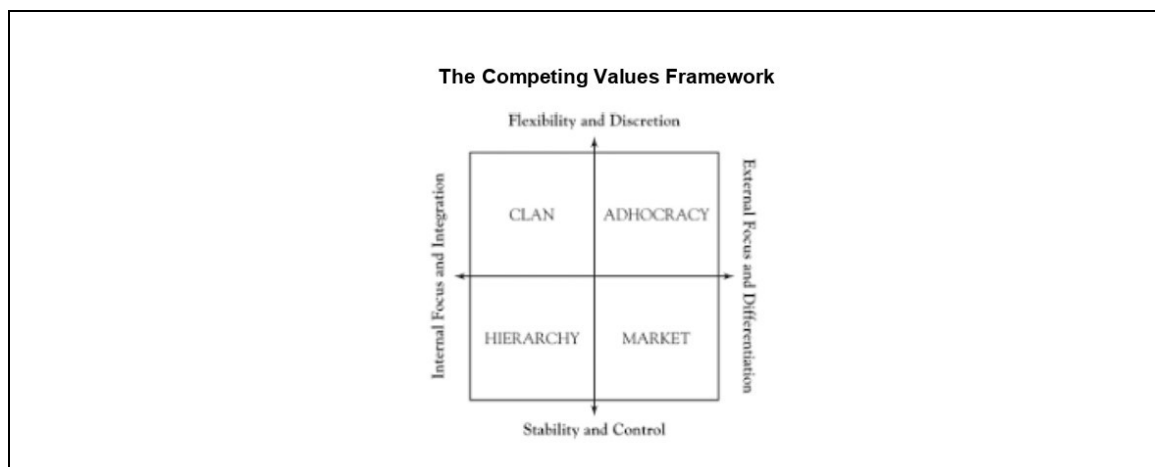 The Competing Values Framework
Flexibility and Discretion
Internal Focus and Integration
CLAN
ADHOCRACY
External Focus and Differentiation
HIERARCHY
MARKET
Stability and Control